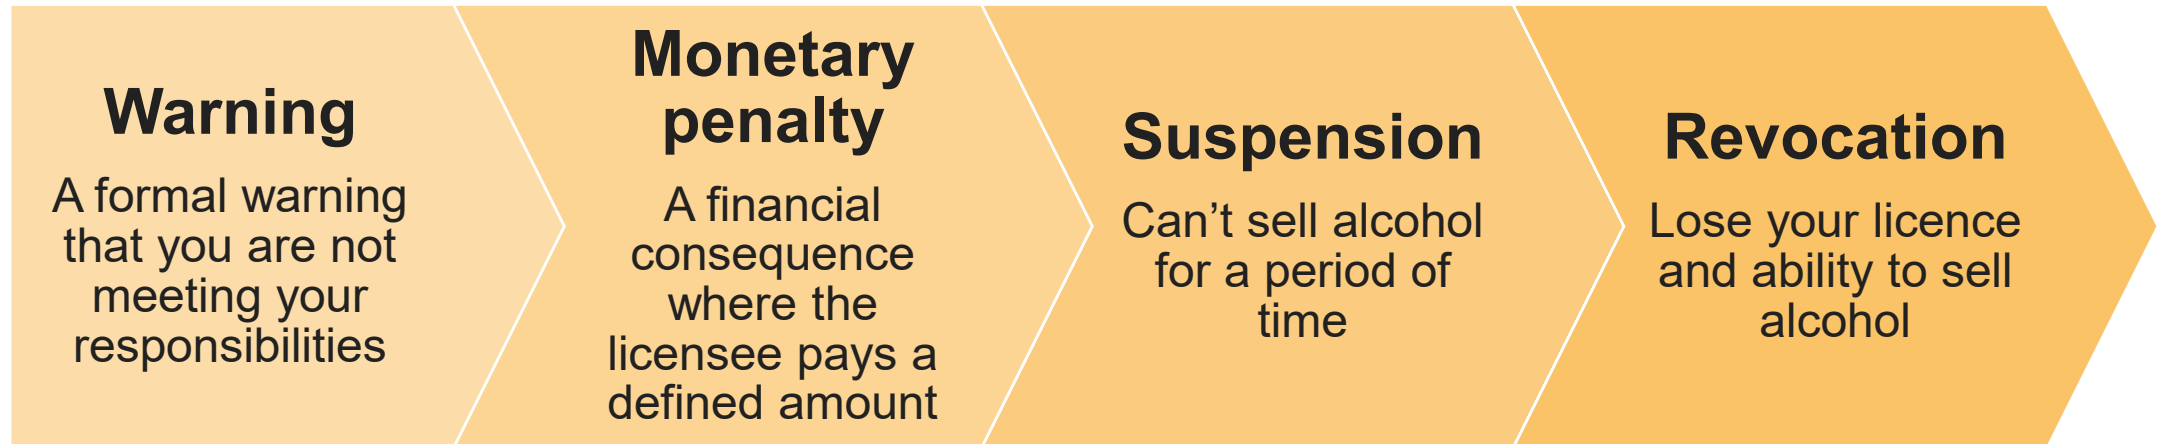 Warning
A formal warning
that you are not
meeting your
responsibilities
Monetary
penalty
A financial
consequence
where the
licensee pays a
defined amount
Suspension
Can’t sell alcohol
for a period of
time
Revocation
Lose your licence
and ability to sell
alcohol